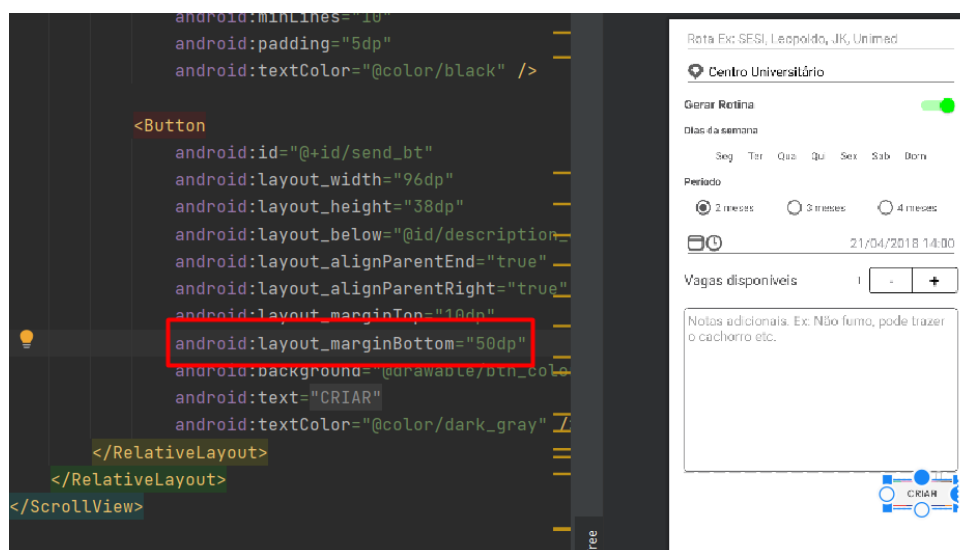 android:minLines="10"
android:padding="5dp"
android:textColor="@color/black" />
<Button
android:id="@+id/send_bt"
android:layout_width="96dp"
android:layout_height="38dp"
android:layout_below="@id/description_
android:layout_alignParentEnd="true"
android:layout_alignParentRight="true"
android:layout_marginTop="10dp"
android:layout_marginBottom="50dp"
android:background="@drawable/btn_colo
android:text="CRIAR"
android:textColor="@color/dark_gray" /
</RelativeLayout>
</RelativeLayout>
</ScrollView>
ree
Rota Ex: SESI, Leopoldo, JK, Unimed
Centro Universitário
Gerar Rotina
Dias da semana
Seg Ter Qua Qui Sex Sab Dom
Período
2 meses 3 meses 4 meses
21/04/2018 14:00
Vagas disponíveis 1 - +
Notas adicionais. Ex: Não fumo, pode trazer
o cachorro etc.
CRIAR